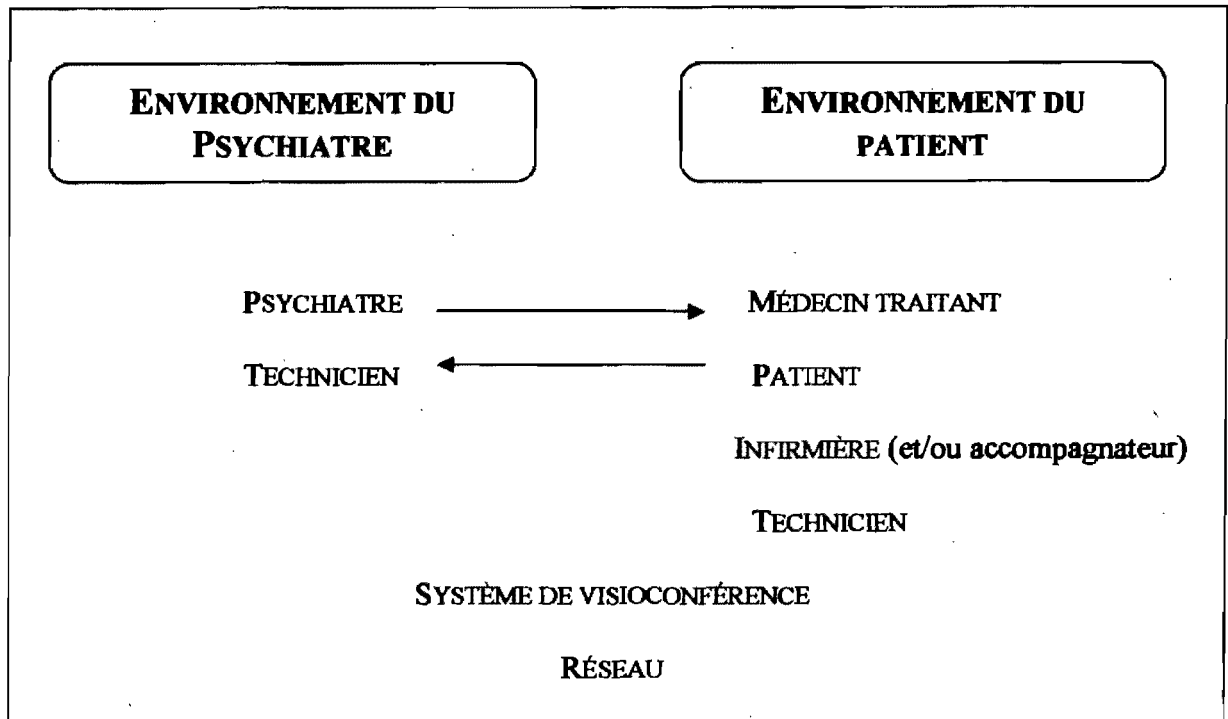 ENVIRONNEMENT DU
PSYCHIATRE
ENVIRONNEMENT DU
PATIENT
PSYCHIATRE
MÉDECIN TRAITANT
TECHNICIEN
PATIENT
INFIRMIÈRE (et/ou accompagnateur)
TECHNICIEN
SYSTÈME DE VISIOCONFÉRENCE
RÉSEAU